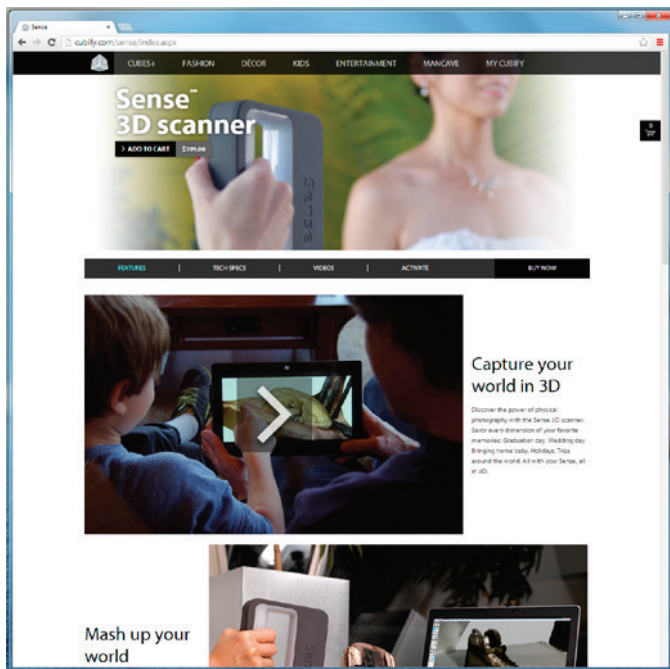 Sense
cubify.com/sense/index.aspx
CUBES+ FASHION DÉCOR KIDS ENTERTAINMENT MANCAVE MY CUBIFY
Sense™
3D scanner
> ADD TO CART $399.00
0
Sense
FEATURES | TECH SPECS | VIDEOS | ACTIVATE BUY NOW
Capture your
world in 3D
Discover the power of physical
photography with the Sense 3D scanner.
Savor every dimension of your favorite
memories: Graduation day. Wedding day.
Bringing home baby. Holidays. Trips
around the world. All with your Sense, all
in 3D.
Mash up your
world
Sense